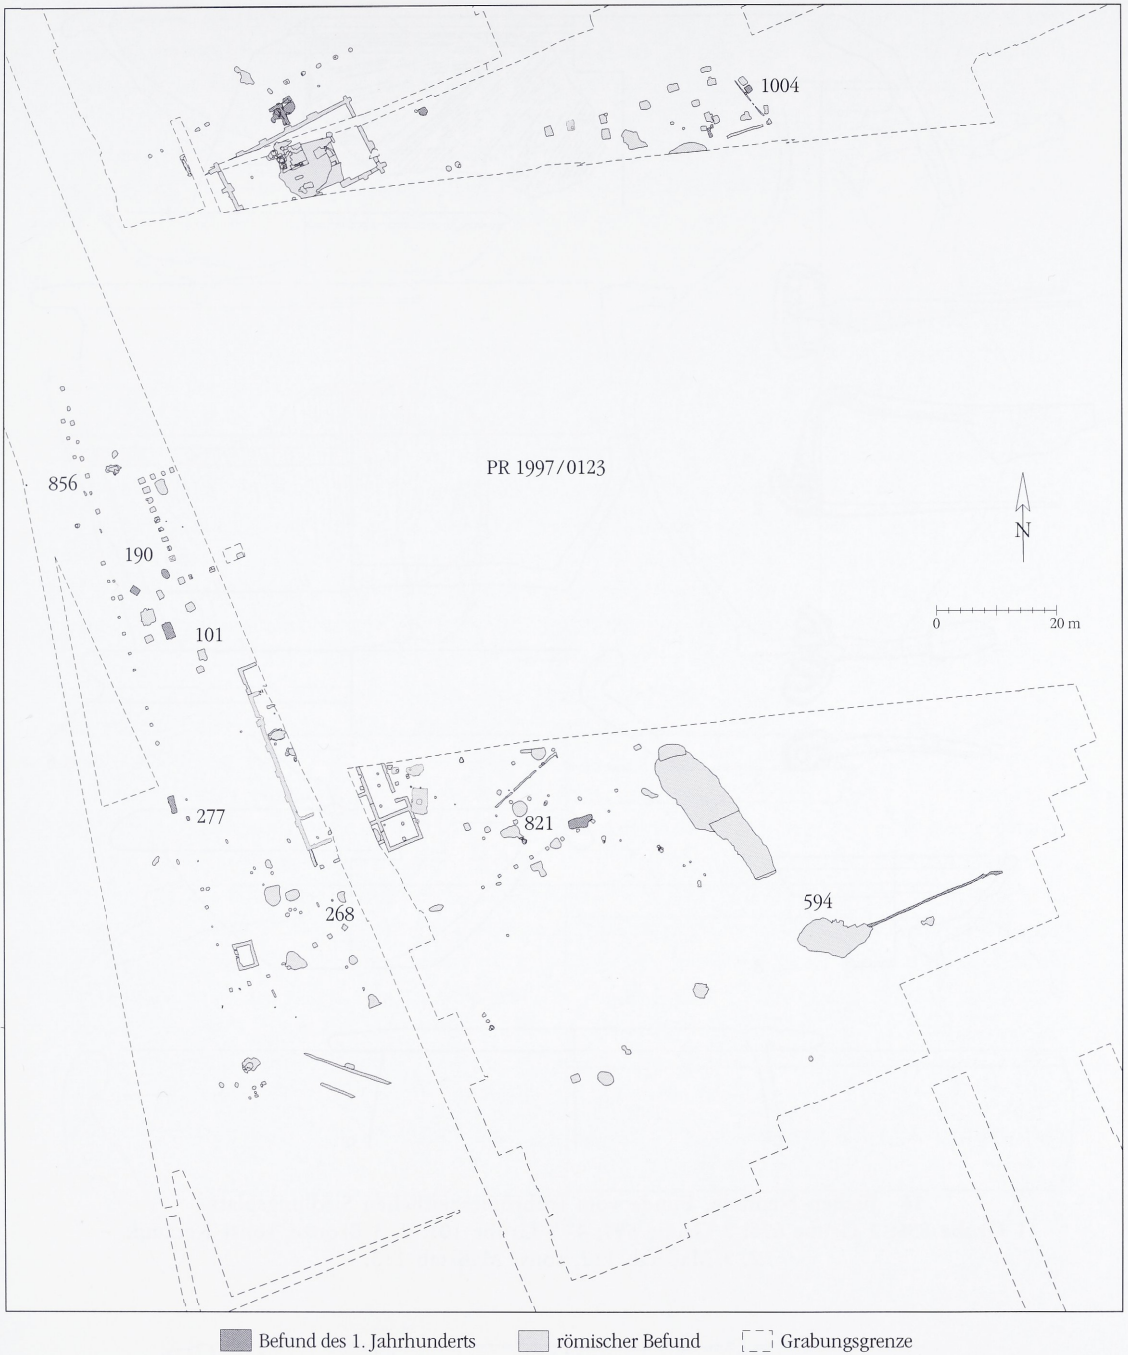 1004
PR 1997/0123
856
190
N
101
0 20 m
277
821
594
268
Befund des 1. Jahrhunderts römischer Befund Grabungsgrenze